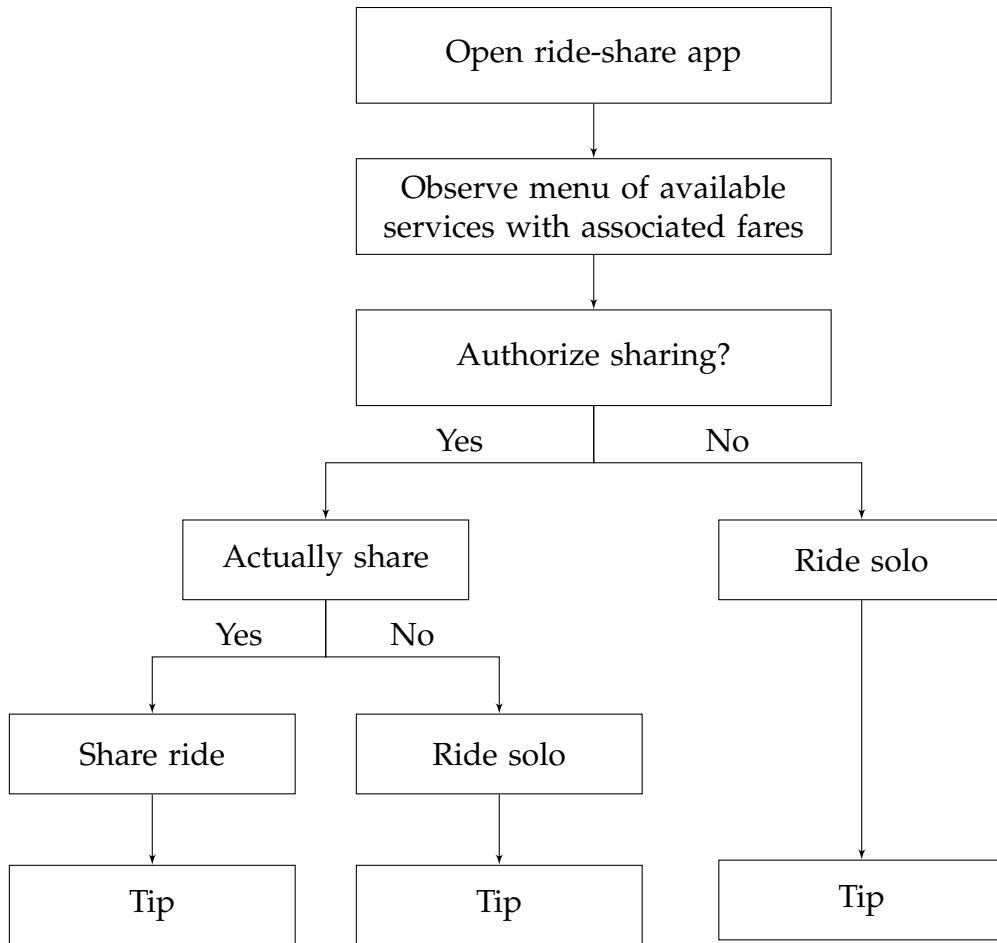 Open ride-share app
Observe menu of available
services with associated fares
Authorize sharing?
Yes
No
Actually share
Ride solo
Yes
No
Share ride
Ride solo
Tip
Tip
Tip